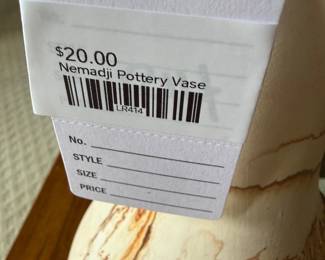 $20.00
Nemadji Pottery Vase
LR414
No.
STYLE
SIZE
PRICE